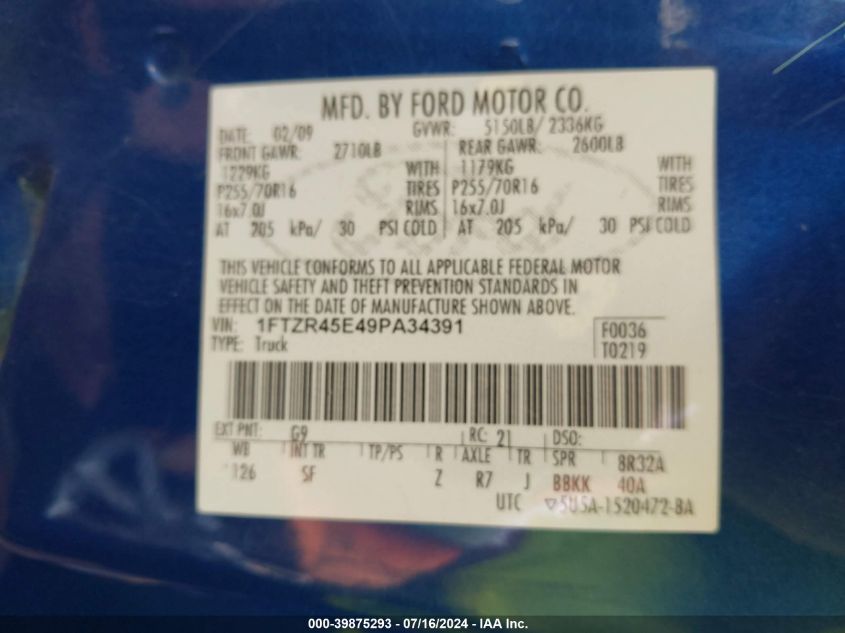 MFD. BY FORD MOTOR CO.
DATE: 02/09 GVWR: 5150LB/ 2336KG
FRONT GAWR: 2710LB REAR GAWR: 2600LB
1229KG WITH 1179KG WITH
P255/70R16 TIRES P255/70R16 TIRES
16x7.0J RIMS 16x7.0J RIMS
AT 205 kPa/ 30 PSI COLD AT 205 kPa/ 30 PSI COLD
THIS VEHICLE CONFORMS TO ALL APPLICABLE FEDERAL MOTOR
VEHICLE SAFETY AND THEFT PREVENTION STANDARDS IN
EFFECT ON THE DATE OF MANUFACTURE SHOWN ABOVE.
VIN: 1FTZR45E49PA34391 F0036
TYPE: Truck T0219
EXT PNT: G9 RC: 21 DSO:
WB INT TR TP/PS R AXLE TR SPR 8R32A
126 SF Z R7 J BBKK 40A
UTC ▽5U5A-1520472-BA
000-39875293 - 07/16/2024 - IAA Inc.